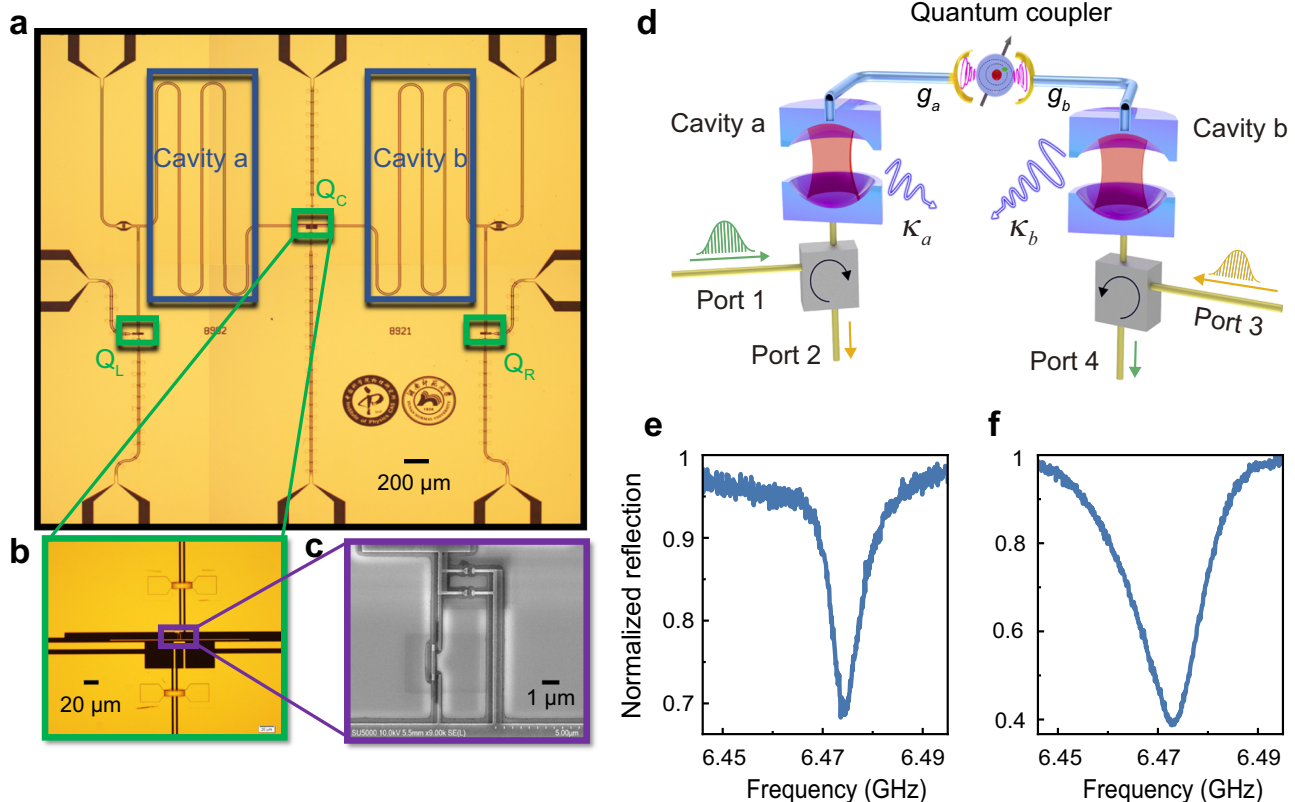 a
Cavity a
Cavity b
Q_C
Q_L
Q_R
8921
200 μm
b
20 μm
c
1 μm
SU5000 10.0kV 5.5mm x9.00k SE(L)
5.00μm
d
Quantum coupler
g_a
g_b
Cavity a
Cavity b
κ_a
κ_b
Port 1
Port 2
Port 3
Port 4
e
Normalized reflection
1
0.9
0.8
0.7
6.45
6.47
6.49
Frequency (GHz)
f
1
0.8
0.6
0.4
6.45
6.47
6.49
Frequency (GHz)